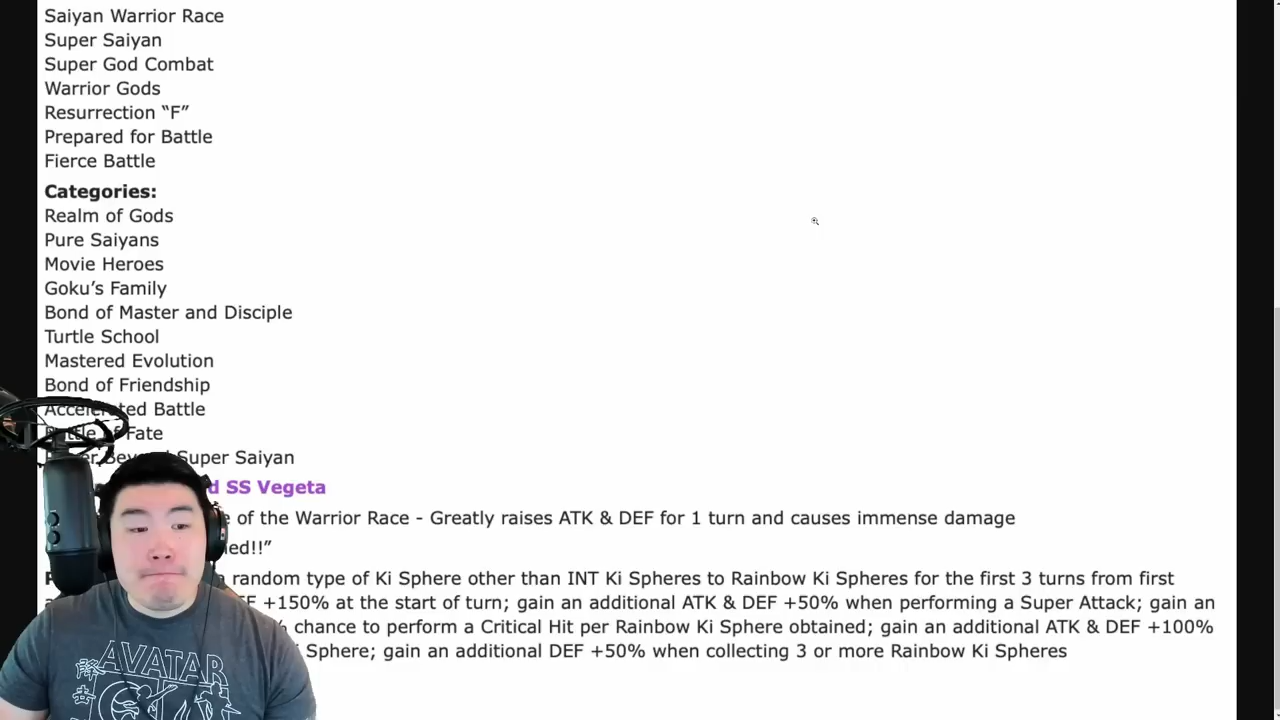 Saiyan Warrior Race
Super Saiyan
Super God Combat
Warrior Gods
Resurrection “F”
Prepared for Battle
Fierce Battle
Categories:
Realm of Gods
Pure Saiyans
Movie Heroes
Goku’s Family
Bond of Master and Disciple
Turtle School
Mastered Evolution
Bond of Friendship
Accelerated Battle
Battle of Fate
Super Saiyan
SS Vegeta
of the Warrior Race - Greatly raises ATK & DEF for 1 turn and causes immense damage
random type of Ki Sphere other than INT Ki Spheres to Rainbow Ki Spheres for the first 3 turns from first
+150% at the start of turn; gain an additional ATK & DEF +50% when performing a Super Attack; gain an
chance to perform a Critical Hit per Rainbow Ki Sphere obtained; gain an additional ATK & DEF +100%
Ki Sphere; gain an additional DEF +50% when collecting 3 or more Rainbow Ki Spheres
AVATAR